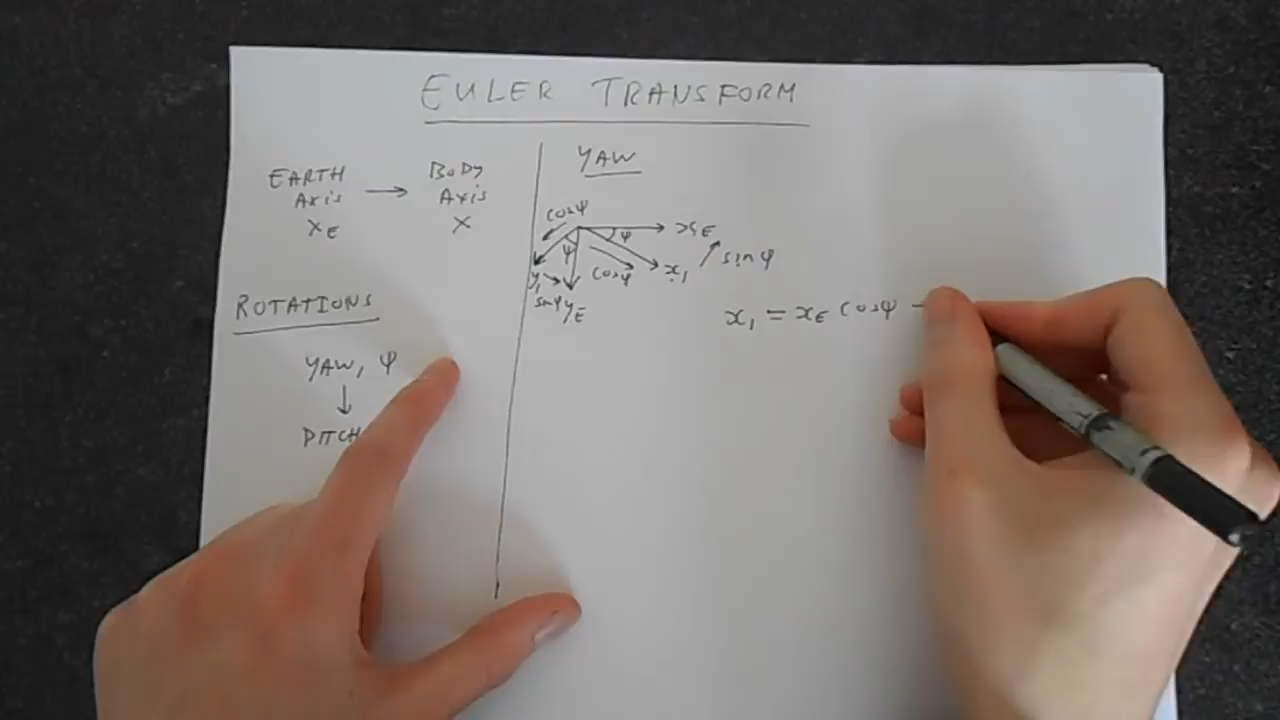 EULER TRANSFORM
EARTH
Axis
XE
→
BODY
Axis
X
ROTATIONS
YAW, ψ
↓
PITCH
YAW
cosψ
xE
ψ
ψ
x1
sinψ
cosψ
y1
sinψ
yE
x1 = xE cosψ –